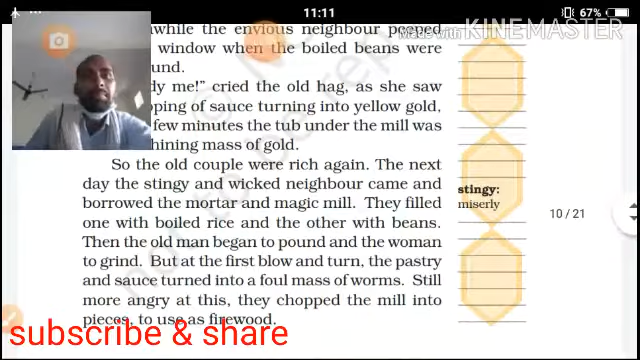 11:11
67%
Made with KINEMASTER
while the envious neighbour peeped
window when the boiled beans were
und.
dy me!” cried the old hag, as she saw
pping of sauce turning into yellow gold,
few minutes the tub under the mill was
hining mass of gold.
So the old couple were rich again. The next
day the stingy and wicked neighbour came and
borrowed the mortar and magic mill. They filled
one with boiled rice and the other with beans.
Then the old man began to pound and the woman
to grind. But at the first blow and turn, the pastry
and sauce turned into a foul mass of worms. Still
more angry at this, they chopped the mill into
pieces, to use as firewood.
stingy:
miserly
10 / 21
subscribe & share